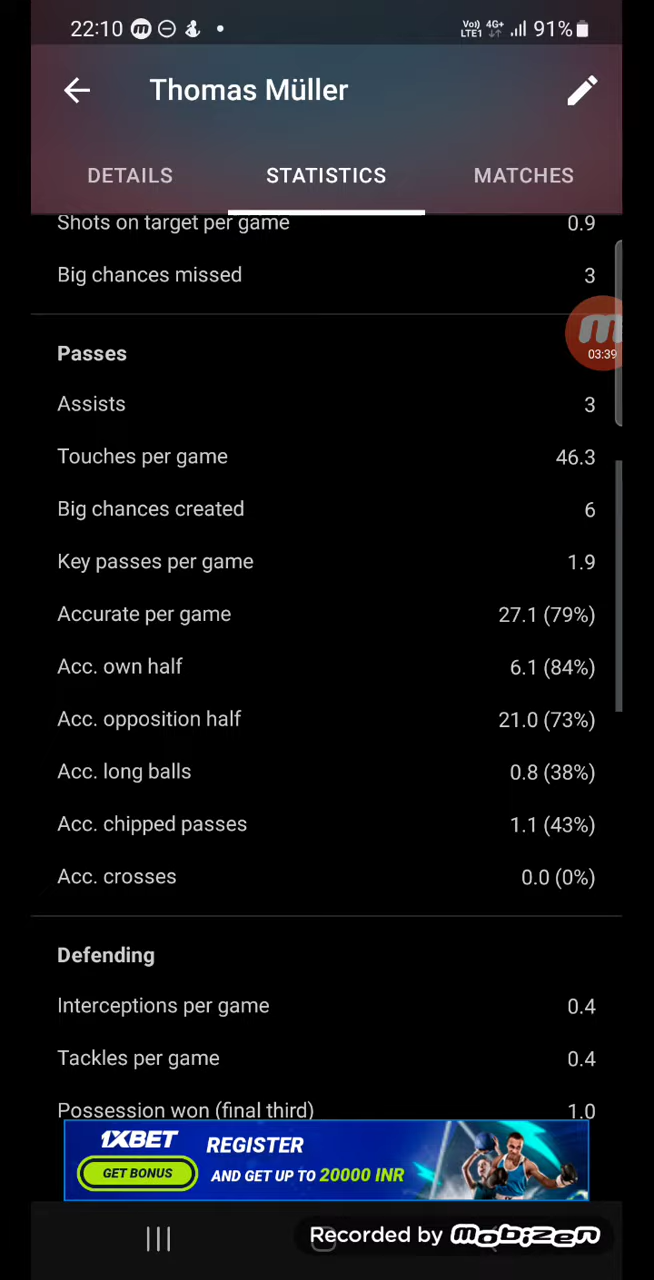 22:10 m Vo)) 4G+ LTE1 91%
Thomas Müller
DETAILS STATISTICS MATCHES
Shots on target per game 0.9
Big chances missed 3
m
03:39
Passes
Assists 3
Touches per game 46.3
Big chances created 6
Key passes per game 1.9
Accurate per game 27.1 (79%)
Acc. own half 6.1 (84%)
Acc. opposition half 21.0 (73%)
Acc. long balls 0.8 (38%)
Acc. chipped passes 1.1 (43%)
Acc. crosses 0.0 (0%)
Defending
Interceptions per game 0.4
Tackles per game 0.4
Possession won (final third) 1.0
1XBET REGISTER
GET BONUS AND GET UP TO 20000 INR
Recorded by mobizen